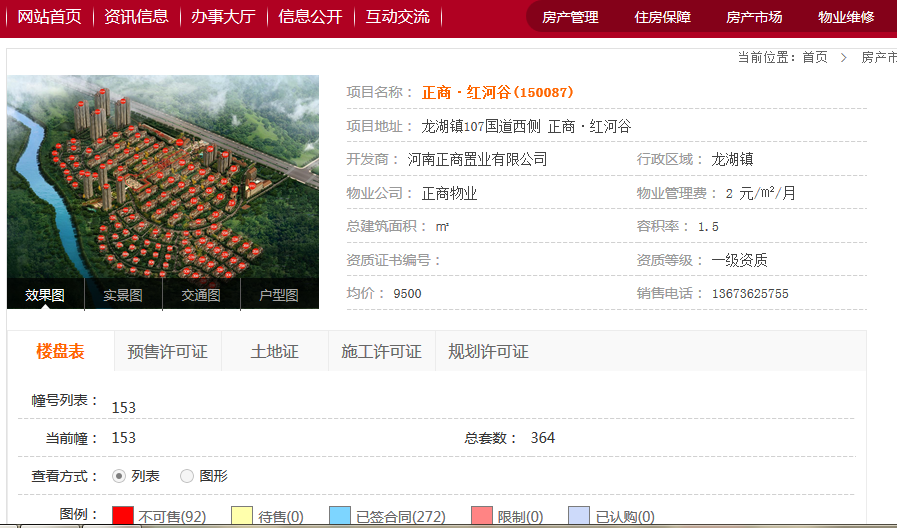 网站首页 资讯信息 办事大厅 信息公开 互动交流 房产管理 住房保障 房产市场 物业维修
当前位置：首页 > 房产市
项目名称： 正商·红河谷(150087)
项目地址： 龙湖镇107国道西侧 正商·红河谷
开发商： 河南正商置业有限公司 行政区域： 龙湖镇
物业公司： 正商物业 物业管理费： 2 元/㎡/月
总建筑面积： ㎡ 容积率： 1.5
资质证书编号： 资质等级： 一级资质
均价： 9500 销售电话： 13673625755
效果图 实景图 交通图 户型图
楼盘表 预售许可证 土地证 施工许可证 规划许可证
幢号列表： 153
当前幢： 153 总套数： 364
查看方式： 列表 图形
图例： 不可售(92) 待售(0) 已签合同(272) 限制(0) 已认购(0)